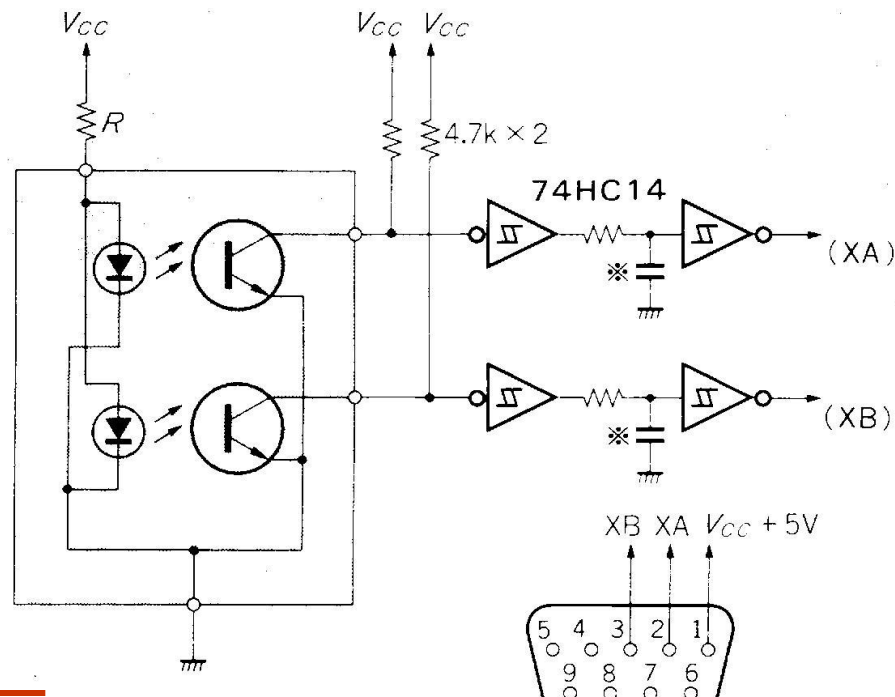 VCC
VCC VCC
R
4.7k × 2
74HC14
※
(XA)
※
(XB)
XB XA VCC + 5V
5 4 3 2 1
9 8 7 6